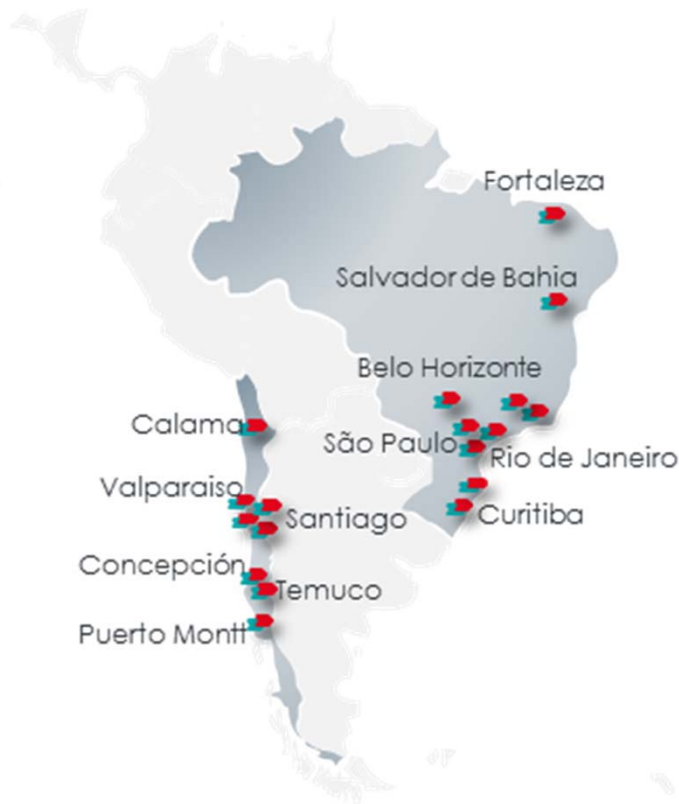 Fortaleza
Salvador de Bahia
Belo Horizonte
Calama
São Paulo
Rio de Janeiro
Valparaiso
Santiago
Curitiba
Concepción
Temuco
Puerto Montt